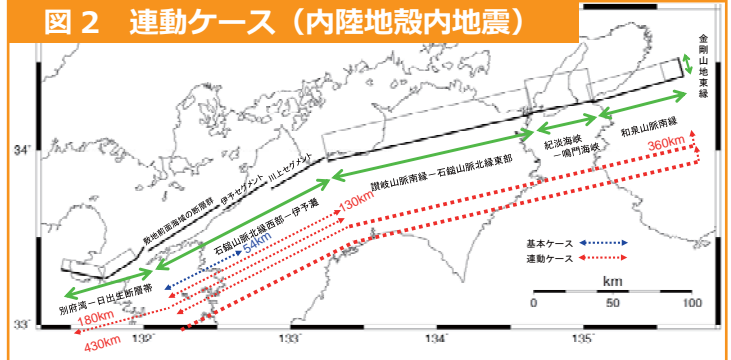 図2 連動ケース（内陸地殻内地震）
金剛山地東縁
和泉山脈南縁
紀淡海峡
－鳴門海峡
360km
讃岐山脈南縁－石鎚山脈北縁東部
川上セグメント
伊予セグメント
敷地前面海域の断層群
130km
石鎚山脈北縁西部－伊予灘
54km
別府湾－日出生断層帯
180km
430km
基本ケース
連動ケース
km
0 50 100
34°
33°
132° 133° 134° 135°